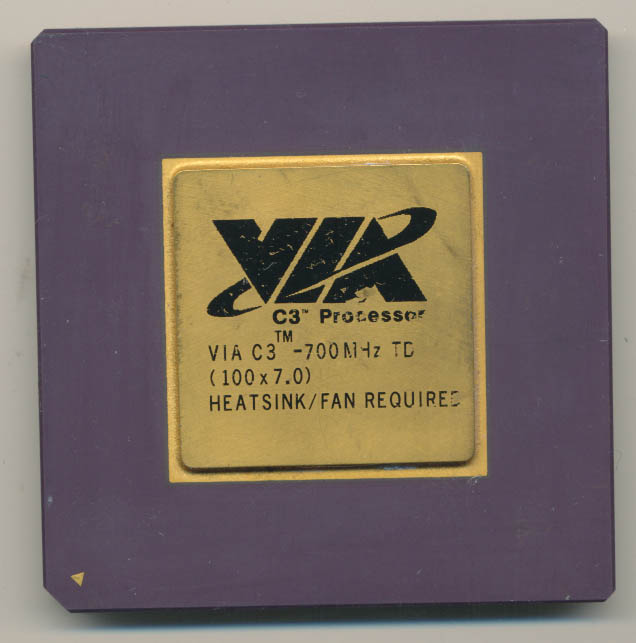 VIA
C3™ Processor
VIA C3™-700MHz TD
(100x7.0)
HEATSINK/FAN REQUIRED